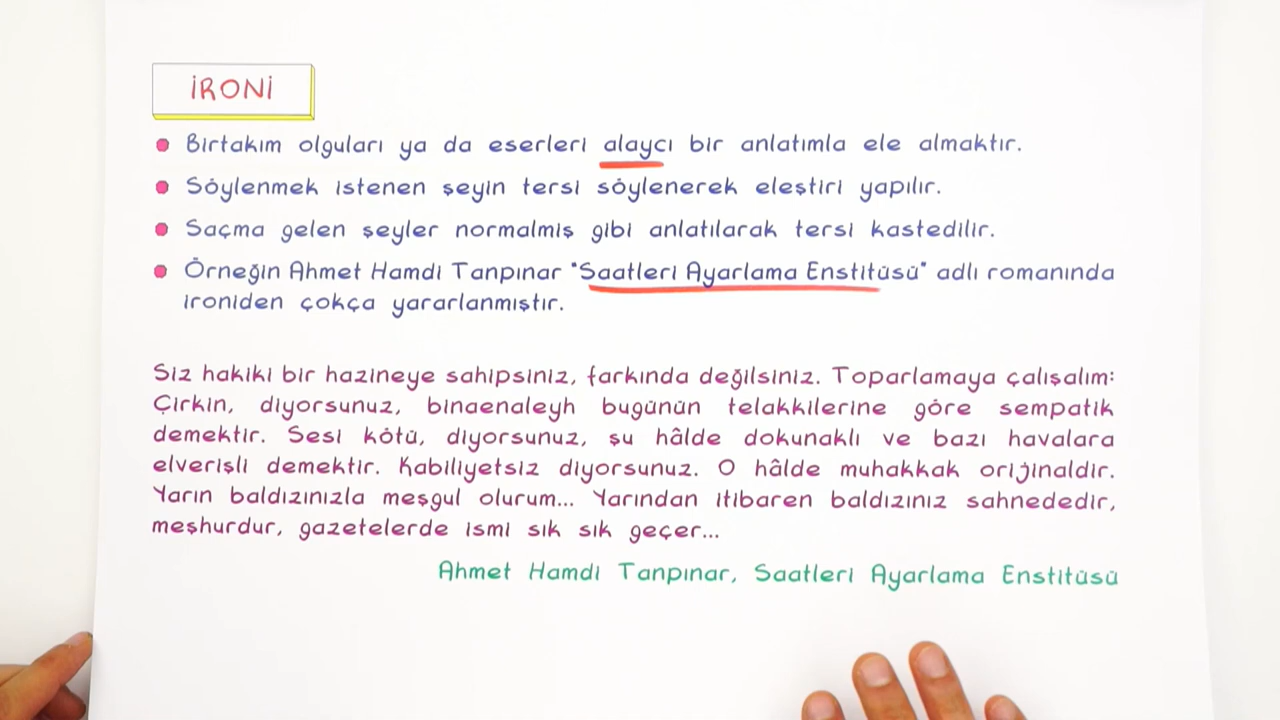 İRONİ
Birtakım olguları ya da eserleri alaycı bir anlatımla ele almaktır.
Söylenmek istenen şeyin tersi söylenerek eleştiri yapılır.
Saçma gelen şeyler normalmiş gibi anlatılarak tersi kastedilir.
Örneğin Ahmet Hamdi Tanpınar "Saatleri Ayarlama Enstitüsü" adlı romanında
ironiden çokça yararlanmıştır.
Siz hakiki bir hazineye sahipsiniz, farkında değilsiniz. Toparlamaya çalışalım:
Çirkin, diyorsunuz, binaenaleyh bugünün telakkilerine göre sempatik
demektir. Sesi kötü, diyorsunuz, şu hâlde dokunaklı ve bazı havalara
elverişli demektir. Kabiliyetsiz diyorsunuz. O hâlde muhakkak orijinaldir.
Yarın baldızınızla meşgul olurum... Yarından itibaren baldızınız sahnededir,
meşhurdur, gazetelerde ismi sık sık geçer...
Ahmet Hamdi Tanpınar, Saatleri Ayarlama Enstitüsü